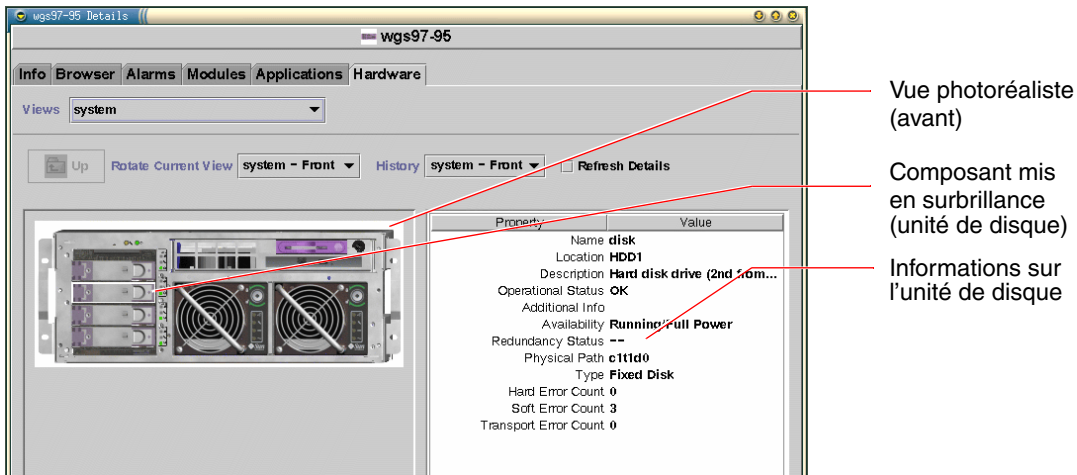 wgs97-95 Details
wgs97-95
Info Browser Alarms Modules Applications Hardware
Views system
Up Rotate Current View system - Front History system - Front Refresh Details
Property Value
Name disk
Location HDD1
Description Hard disk drive (2nd from...
Operational Status OK
Additional Info
Availability Running/Full Power
Redundancy Status --
Physical Path c1t1d0
Type Fixed Disk
Hard Error Count 0
Soft Error Count 3
Transport Error Count 0
Vue photoréaliste
(avant)
Composant mis
en surbrillance
(unité de disque)
Informations sur
l’unité de disque